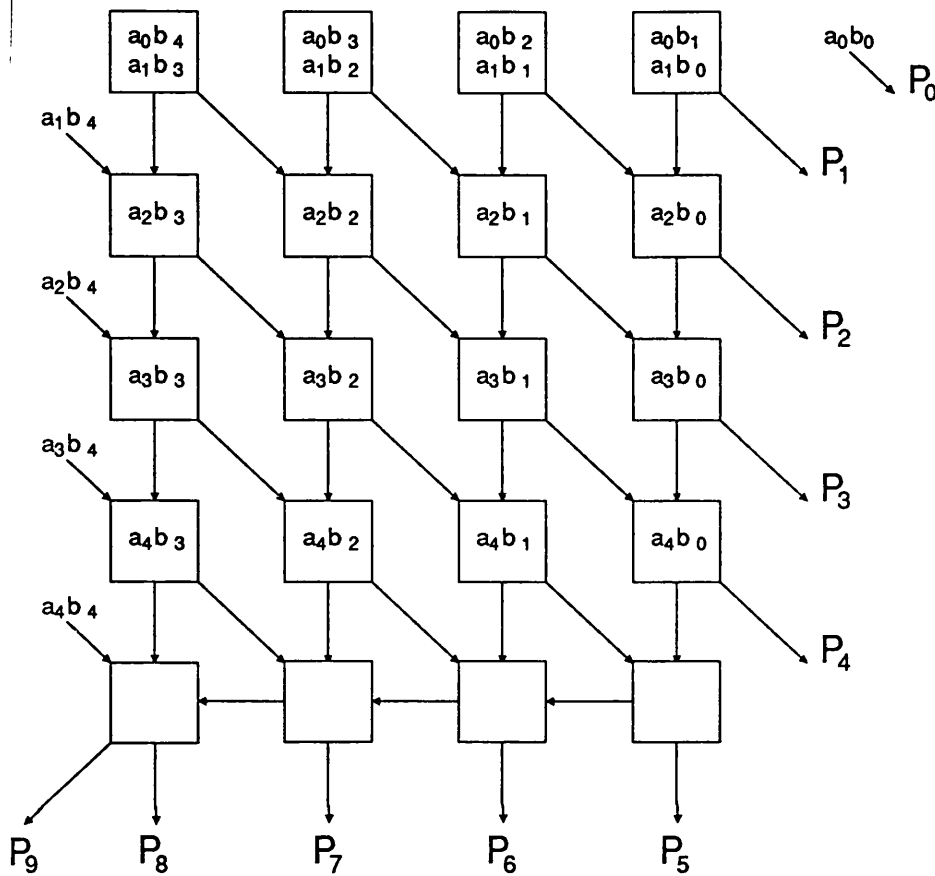 a₀b₄ a₀b₃ a₀b₂ a₀b₁ a₀b₀
a₁b₃ a₁b₂ a₁b₁ a₁b₀ P₀
a₁b₄
P₁
a₂b₃ a₂b₂ a₂b₁ a₂b₀
a₂b₄
P₂
a₃b₃ a₃b₂ a₃b₁ a₃b₀
a₃b₄
P₃
a₄b₃ a₄b₂ a₄b₁ a₄b₀
a₄b₄
P₄
P₉ P₈ P₇ P₆ P₅